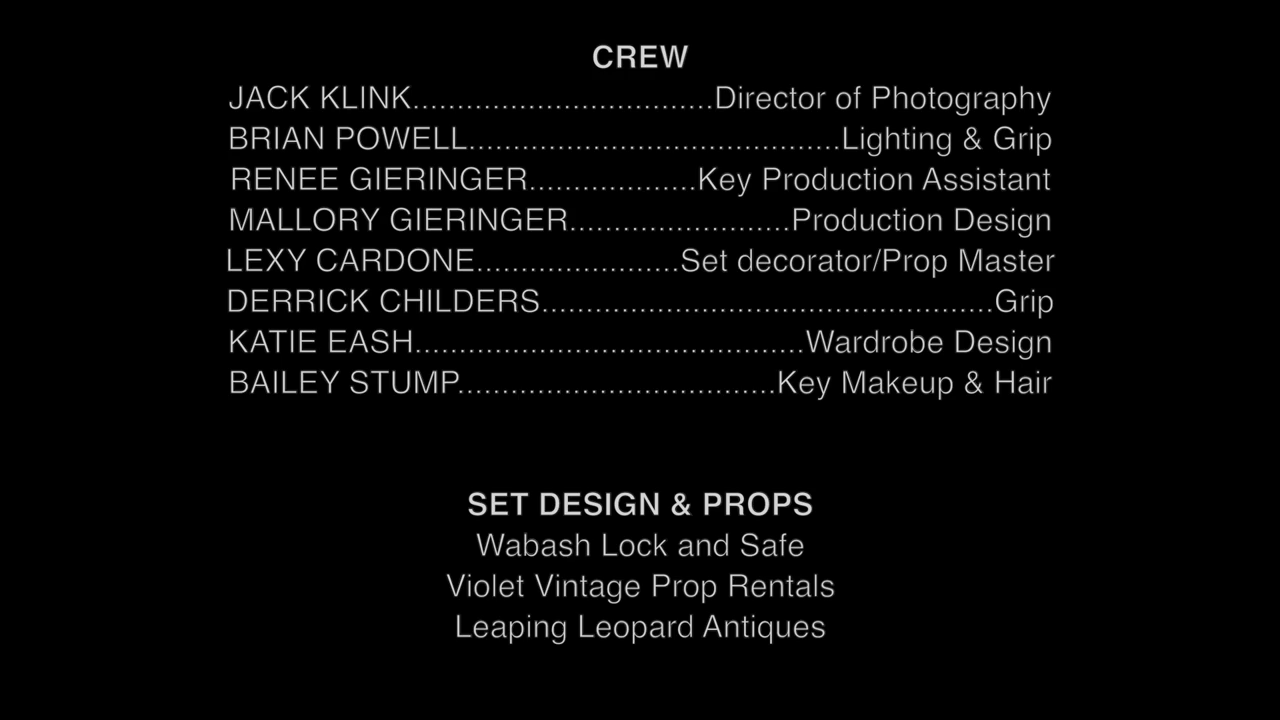 CREW
JACK KLINK..................................Director of Photography
BRIAN POWELL..........................................Lighting & Grip
RENEE GIERINGER...................Key Production Assistant
MALLORY GIERINGER.........................Production Design
LEXY CARDONE.......................Set decorator/Prop Master
DERRICK CHILDERS...................................................Grip
KATIE EASH............................................Wardrobe Design
BAILEY STUMP....................................Key Makeup & Hair
SET DESIGN & PROPS
Wabash Lock and Safe
Violet Vintage Prop Rentals
Leaping Leopard Antiques